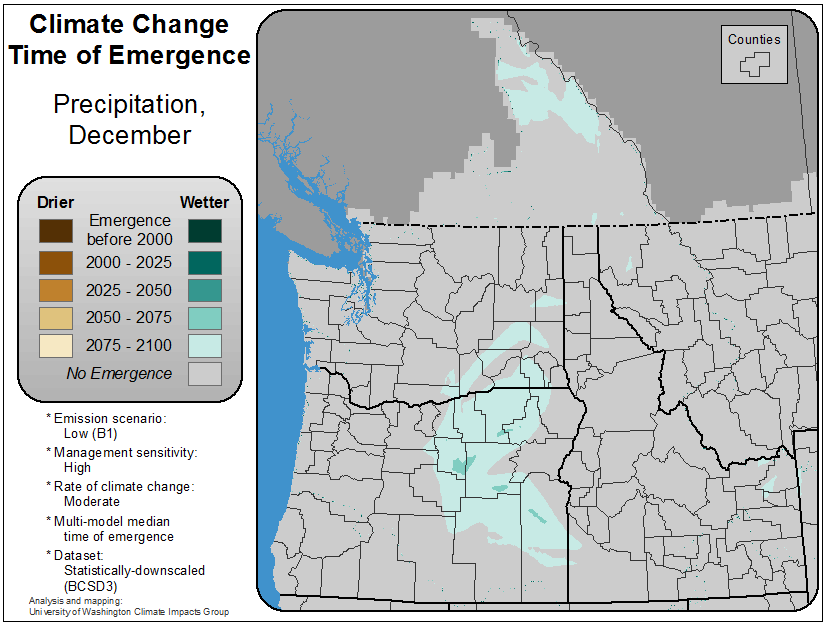 Climate Change
Time of Emergence
Precipitation,
December
Drier
Wetter
Emergence
before 2000
2000 - 2025
2025 - 2050
2050 - 2075
2075 - 2100
No Emergence
* Emission scenario:
Low (B1)
* Management sensitivity:
High
* Rate of climate change:
Moderate
* Multi-model median
time of emergence
* Dataset:
Statistically-downscaled
(BCSD3)
Analysis and mapping:
University of Washington Climate Impacts Group
Counties